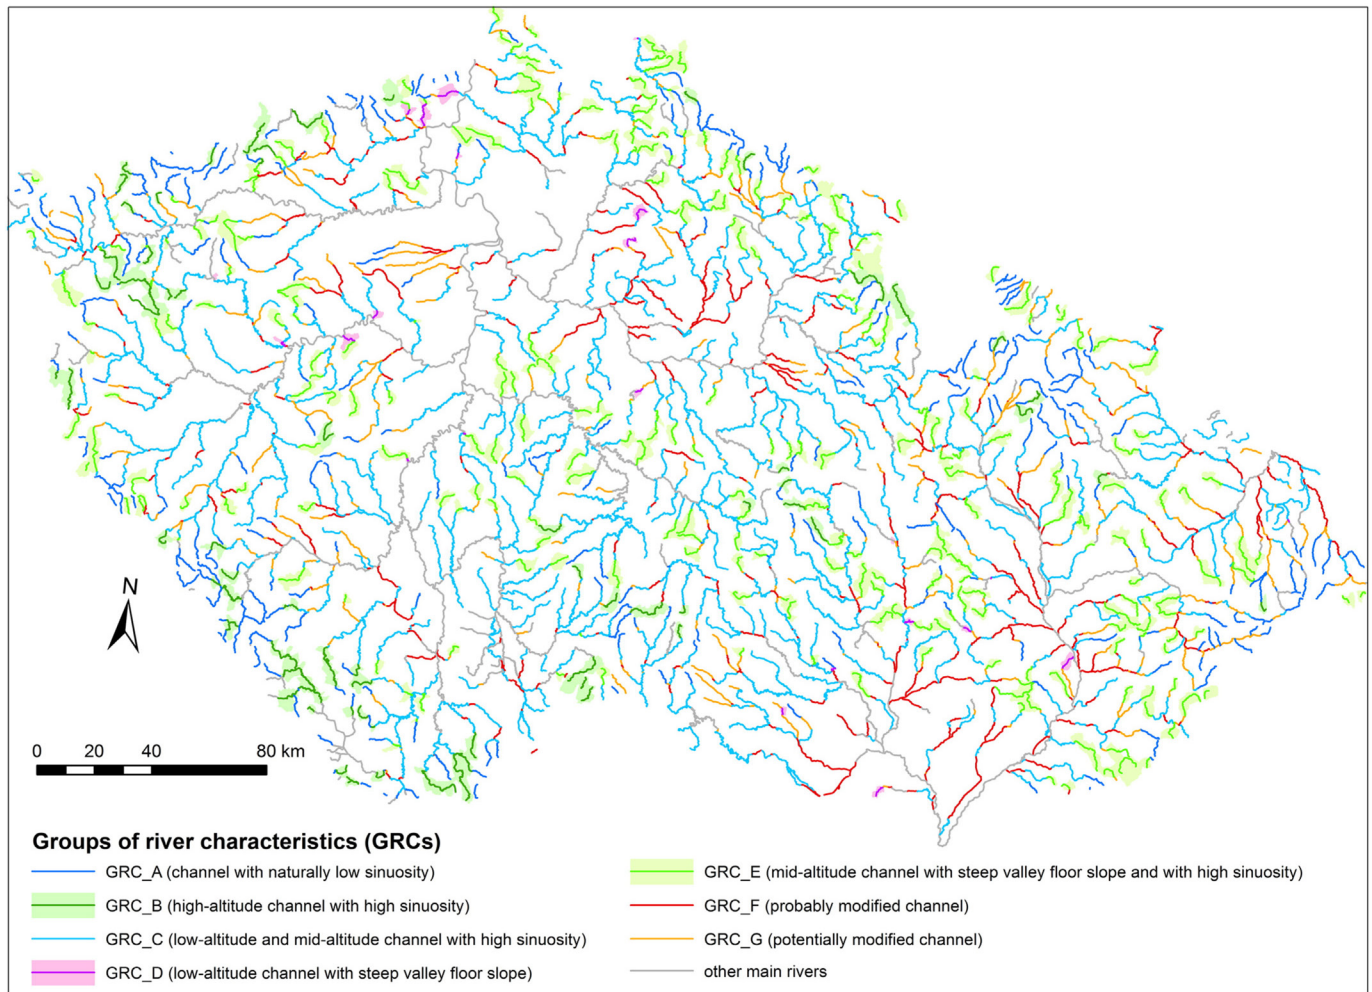 N
0 20 40 80 km
Groups of river characteristics (GRCs)
GRC_A (channel with naturally low sinuosity)
GRC_B (high-altitude channel with high sinuosity)
GRC_C (low-altitude and mid-altitude channel with high sinuosity)
GRC_D (low-altitude channel with steep valley floor slope)
GRC_E (mid-altitude channel with steep valley floor slope and with high sinuosity)
GRC_F (probably modified channel)
GRC_G (potentially modified channel)
other main rivers